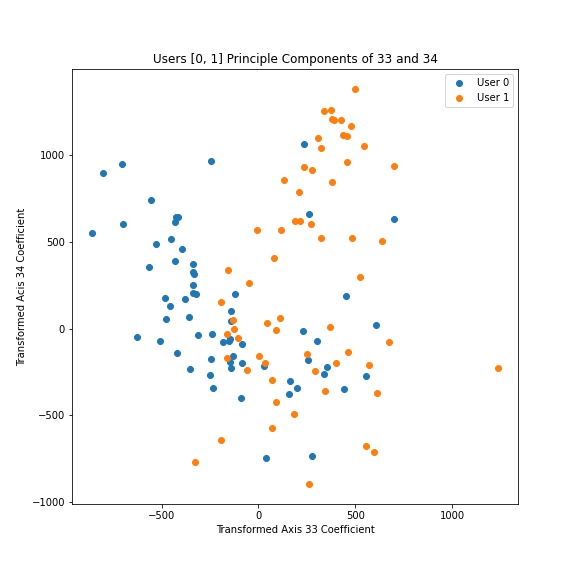 Users [0, 1] Principle Components of 33 and 34
User 0
User 1
Transformed Acis 34 Coefficient
1000
500
0
−500
−1000
−500
0
500
1000
Transformed Axis 33 Coefficient